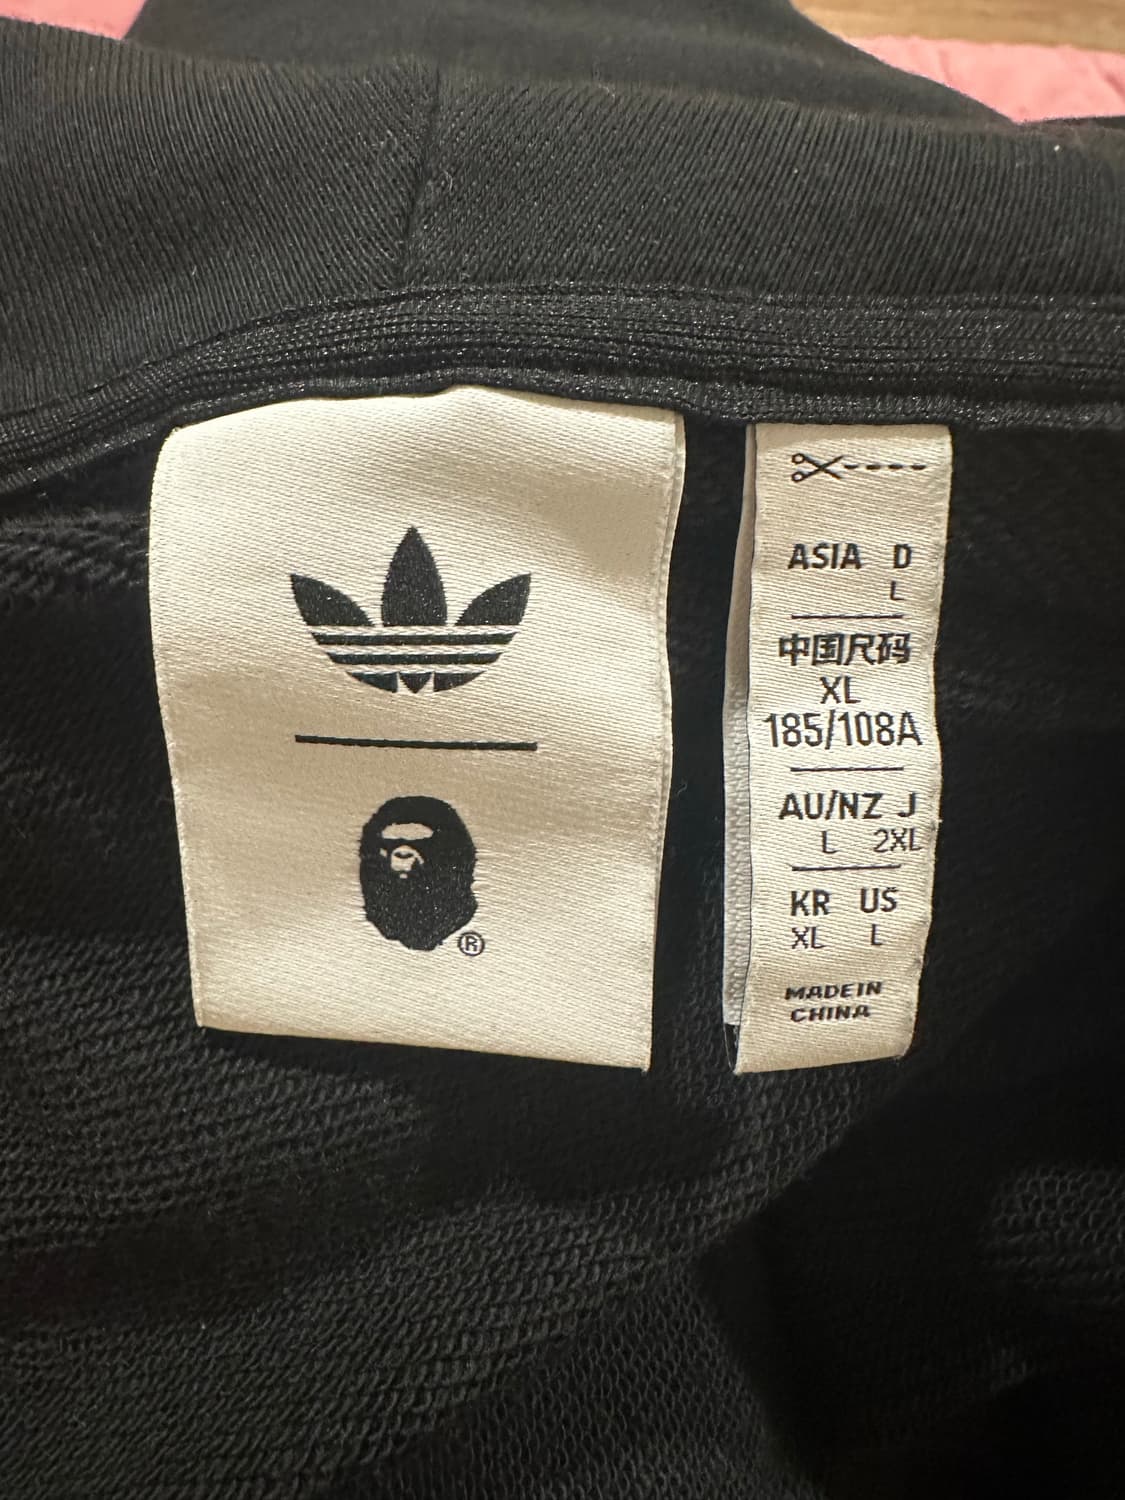 ®
ASIA D
L
中国尺码
XL
185/108A
AU/NZ J
L 2XL
KR US
XL L
MADE IN
CHINA